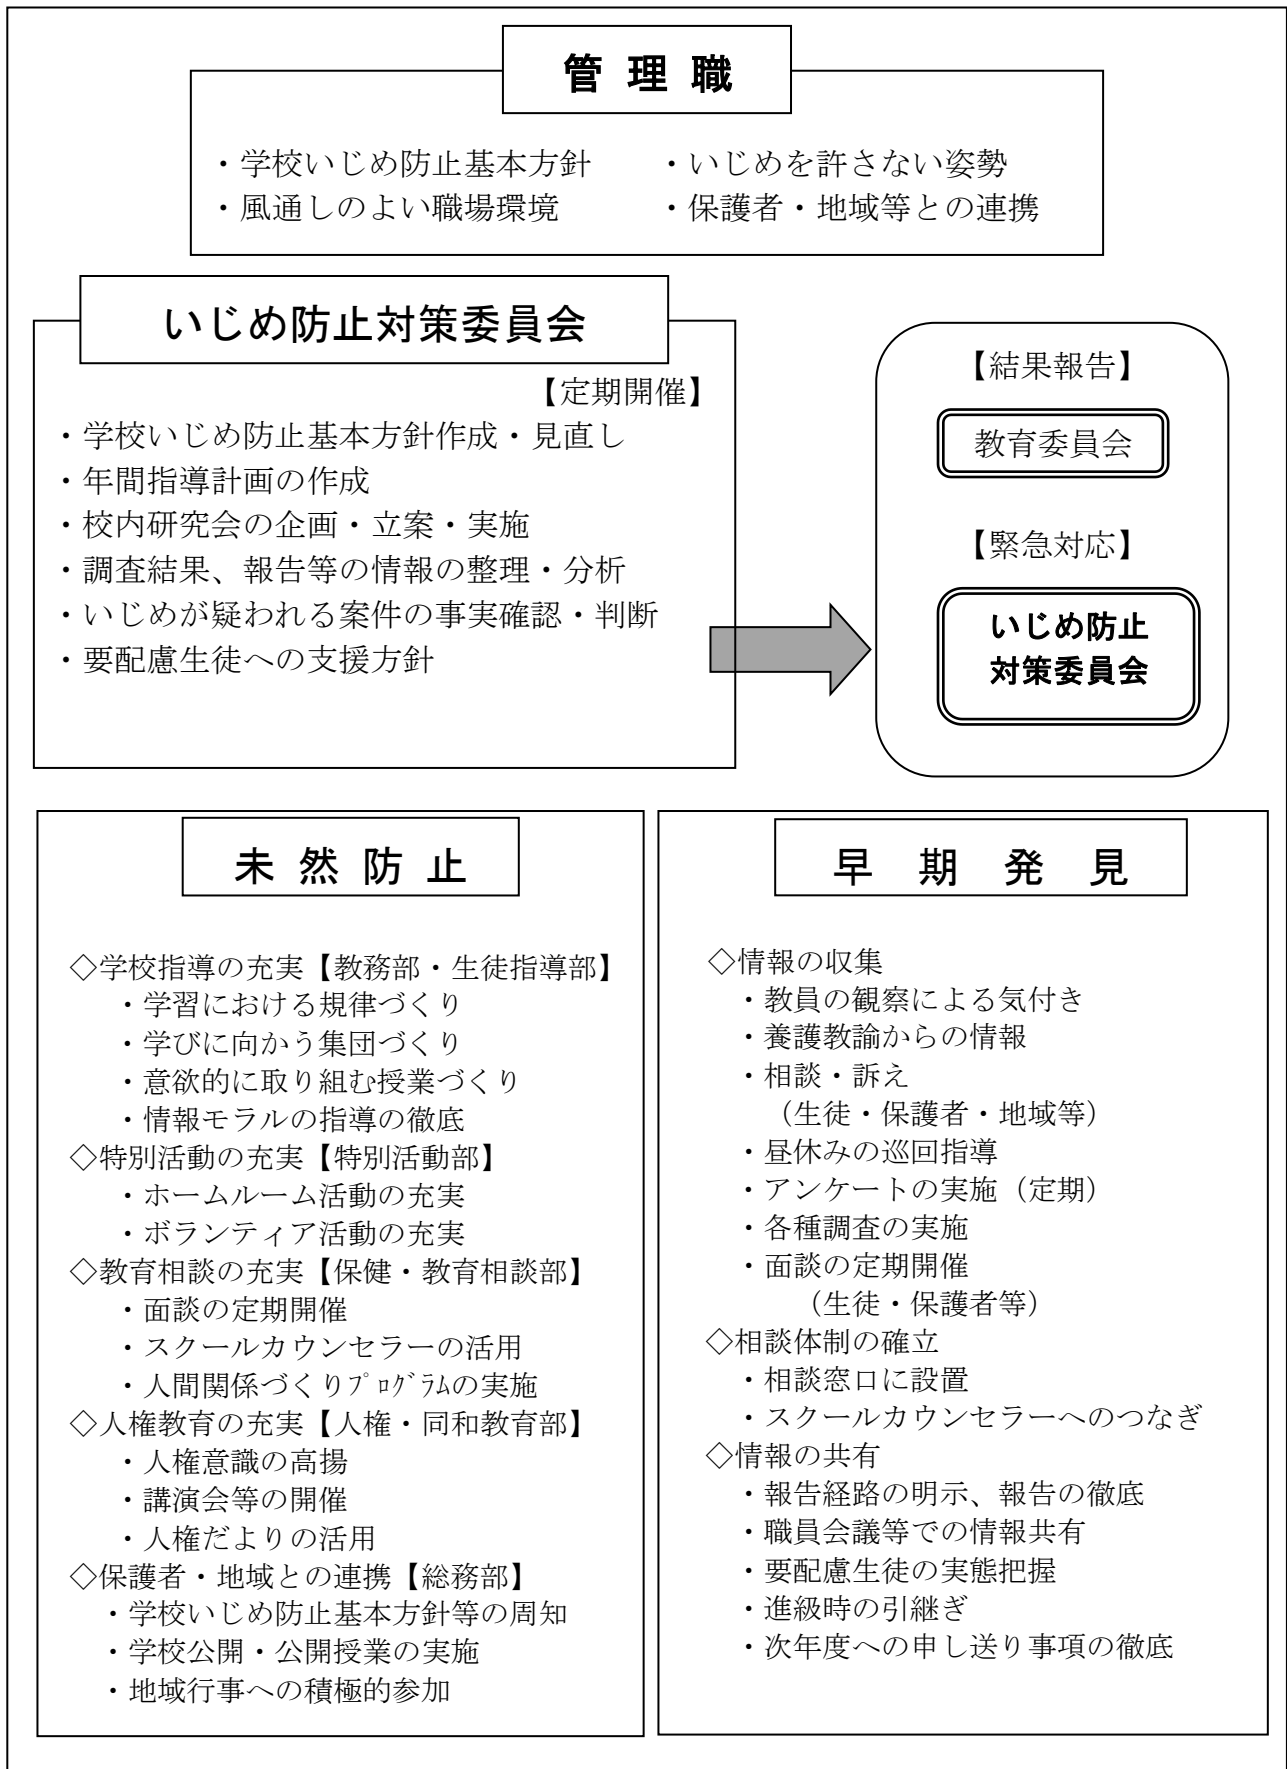 管 理 職
・学校いじめ防止基本方針　・いじめを許さない姿勢
・風通しのよい職場環境　・保護者・地域等との連携
いじめ防止対策委員会
【定期開催】
・学校いじめ防止基本方針作成・見直し
・年間指導計画の作成
・校内研究会の企画・立案・実施
・調査結果、報告等の情報の整理・分析
・いじめが疑われる案件の事実確認・判断
・要配慮生徒への支援方針
【結果報告】
教育委員会
【緊急対応】
いじめ防止
対策委員会
未 然 防 止
◇学校指導の充実【教務部・生徒指導部】
・学習における規律づくり
・学びに向かう集団づくり
・意欲的に取り組む授業づくり
・情報モラルの指導の徹底
◇特別活動の充実【特別活動部】
・ホームルーム活動の充実
・ボランティア活動の充実
◇教育相談の充実【保健・教育相談部】
・面談の定期開催
・スクールカウンセラーの活用
・人間関係づくりﾌﾟﾛｸﾞﾗﾑの実施
◇人権教育の充実【人権・同和教育部】
・人権意識の高揚
・講演会等の開催
・人権だよりの活用
◇保護者・地域との連携【総務部】
・学校いじめ防止基本方針等の周知
・学校公開・公開授業の実施
・地域行事への積極的参加
早　期　発　見
◇情報の収集
・教員の観察による気付き
・養護教諭からの情報
・相談・訴え
（生徒・保護者・地域等）
・昼休みの巡回指導
・アンケートの実施（定期）
・各種調査の実施
・面談の定期開催
（生徒・保護者等）
◇相談体制の確立
・相談窓口に設置
・スクールカウンセラーへのつなぎ
◇情報の共有
・報告経路の明示、報告の徹底
・職員会議等での情報共有
・要配慮生徒の実態把握
・進級時の引継ぎ
・次年度への申し送り事項の徹底